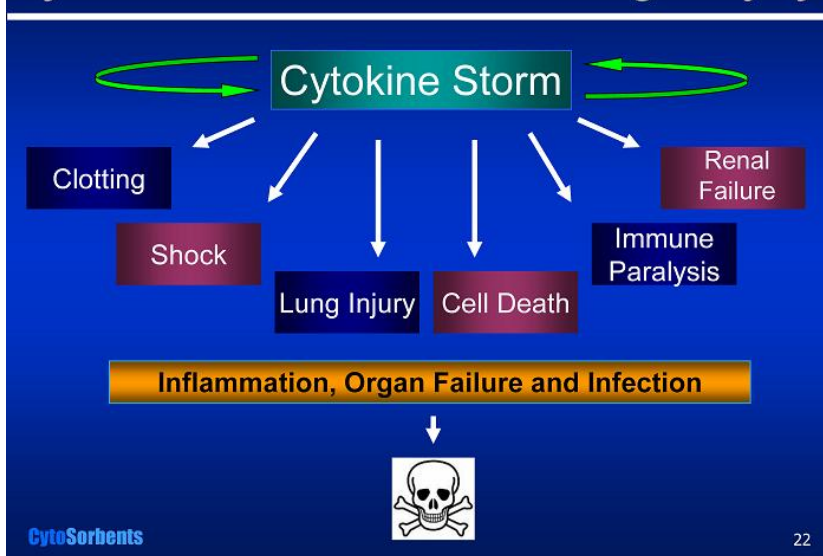 Cytokine Storm
Clotting
Shock
Lung Injury
Cell Death
Immune
Paralysis
Renal
Failure
Inflammation, Organ Failure and Infection
CytoSorbents
22